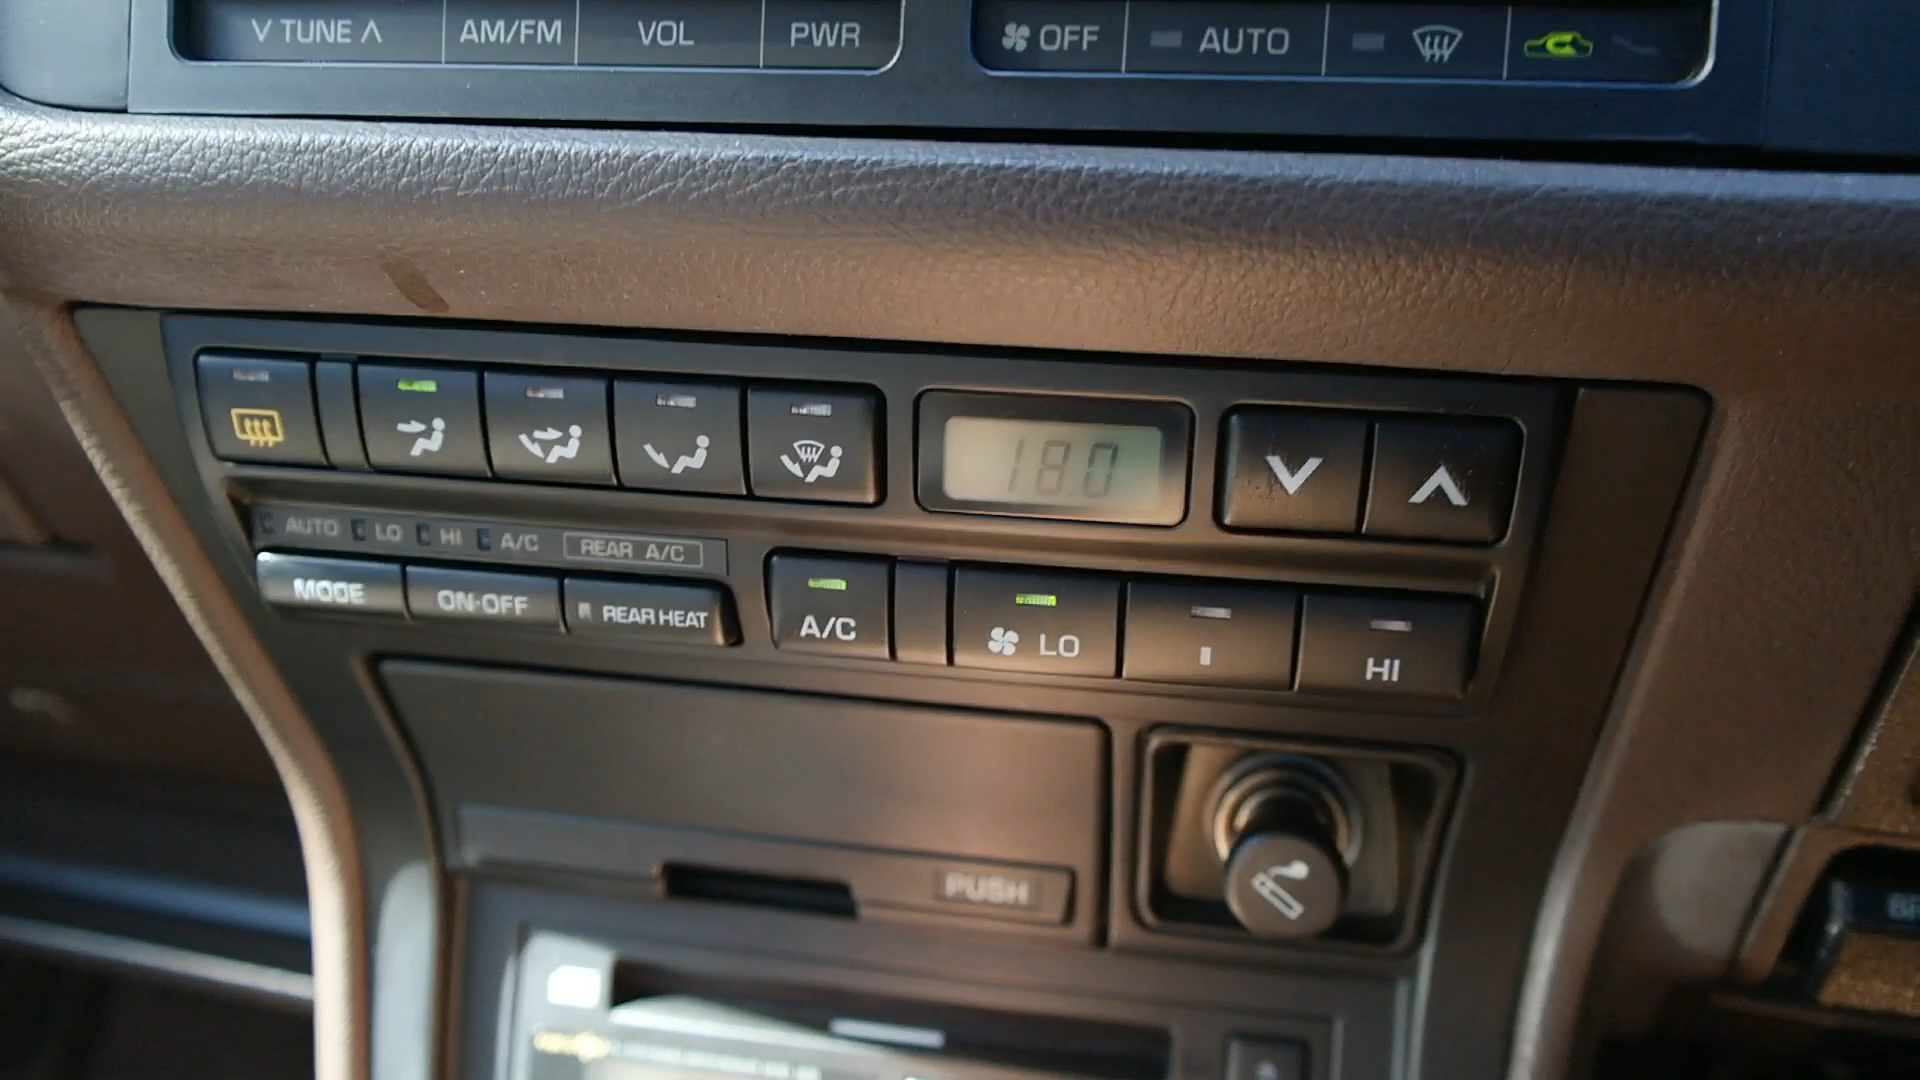 V TUNE Λ AM/FM VOL PWR OFF AUTO
18.0
AUTO LO HI A/C REAR A/C
MODE ON·OFF REAR HEAT A/C LO HI
PUSH